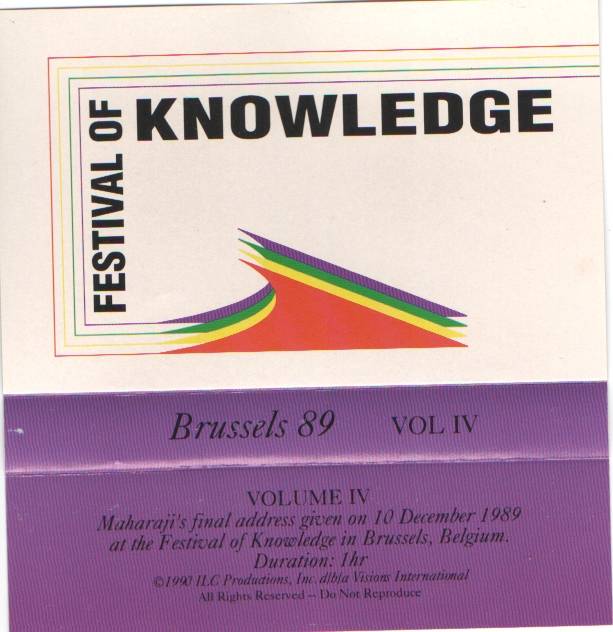 FESTIVAL OF
KNOWLEDGE
Brussels 89 VOL IV
VOLUME IV
Maharaji's final address given on 10 December 1989
at the Festival of Knowledge in Brussels, Belgium.
Duration: 1hr
©1990 ILC Productions, Inc. d/b/a Visions International
All Rights Reserved -- Do Not Reproduce